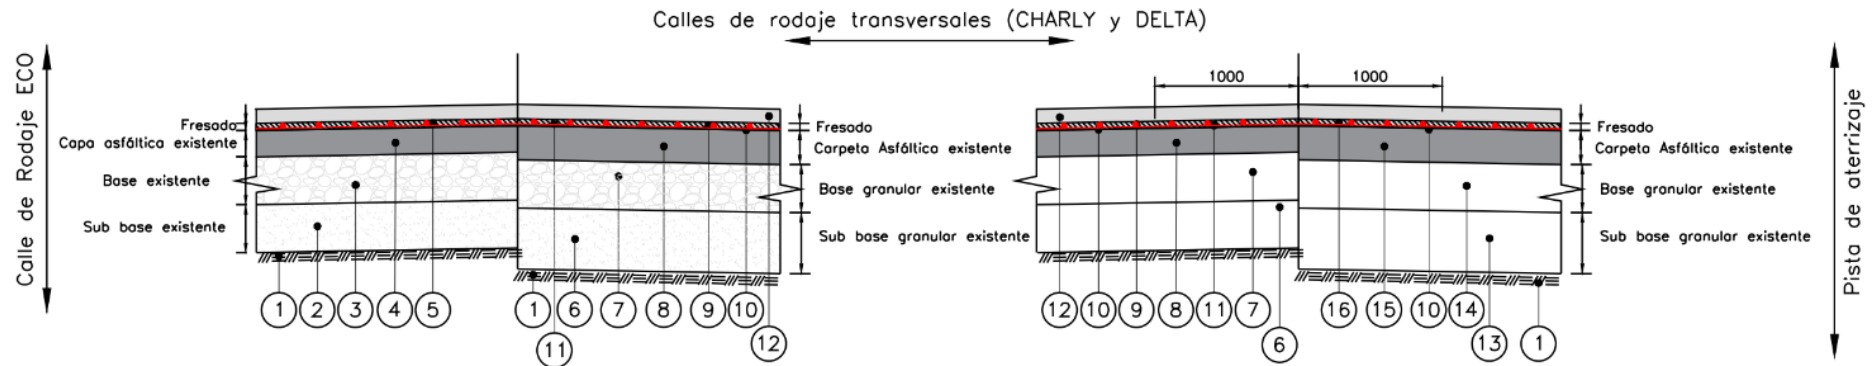 Calles de rodaje transversales (CHARLY y DELTA)
Calle de Rodaje ECO
Fresado
Capa asfáltica existente
Base existente
Sub base existente
Fresado
Carpeta Asfáltica existente
Base granular existente
Sub base granular existente
1000 1000
Fresado
Carpeta Asfáltica existente
Base granular existente
Sub base granular existente
Pista de aterrizaje
1 2 3 4 5 1 6 7 8 9 10
11 12
12 10 9 8 11 7 16 15 10 14
6 13 1